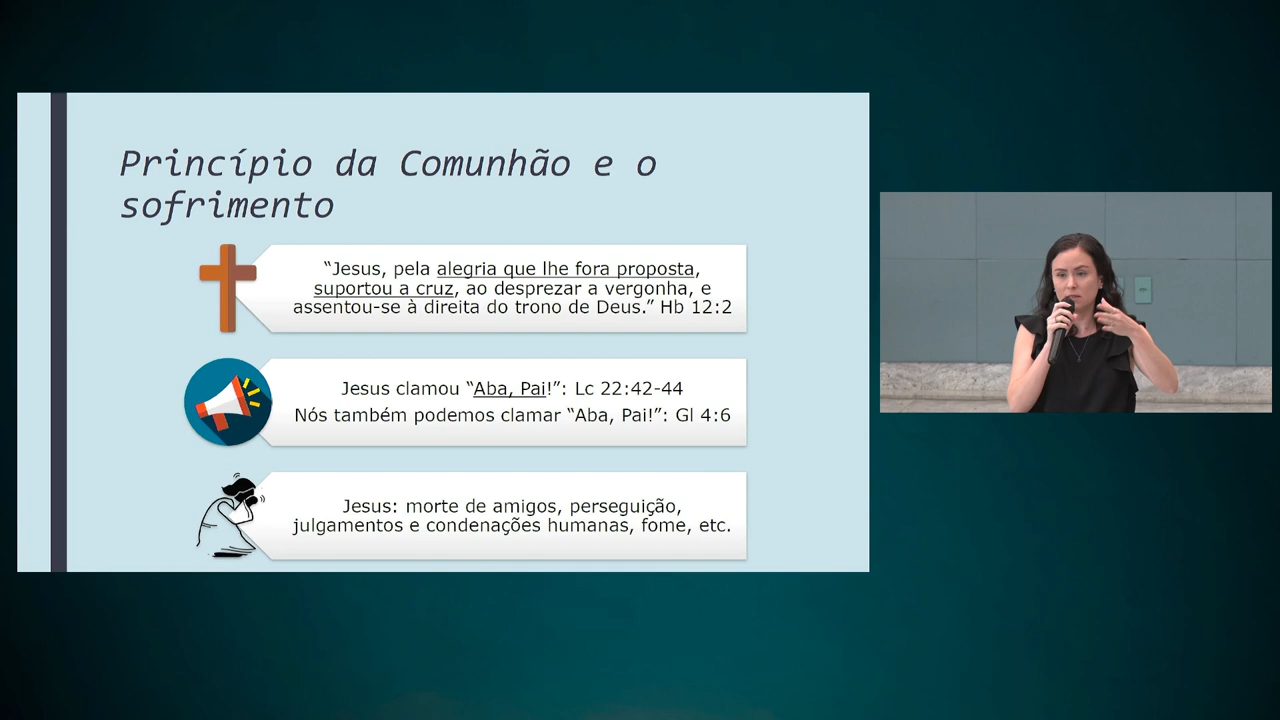 Princípio da Comunhão e o
sofrimento
“Jesus, pela alegria que lhe fora proposta,
suportou a cruz, ao desprezar a vergonha, e
assentou-se à direita do trono de Deus.” Hb 12:2
Jesus clamou “Aba, Pai!”: Lc 22:42-44
Nós também podemos clamar “Aba, Pai!”: Gl 4:6
Jesus: morte de amigos, perseguição,
julgamentos e condenações humanas, fome, etc.